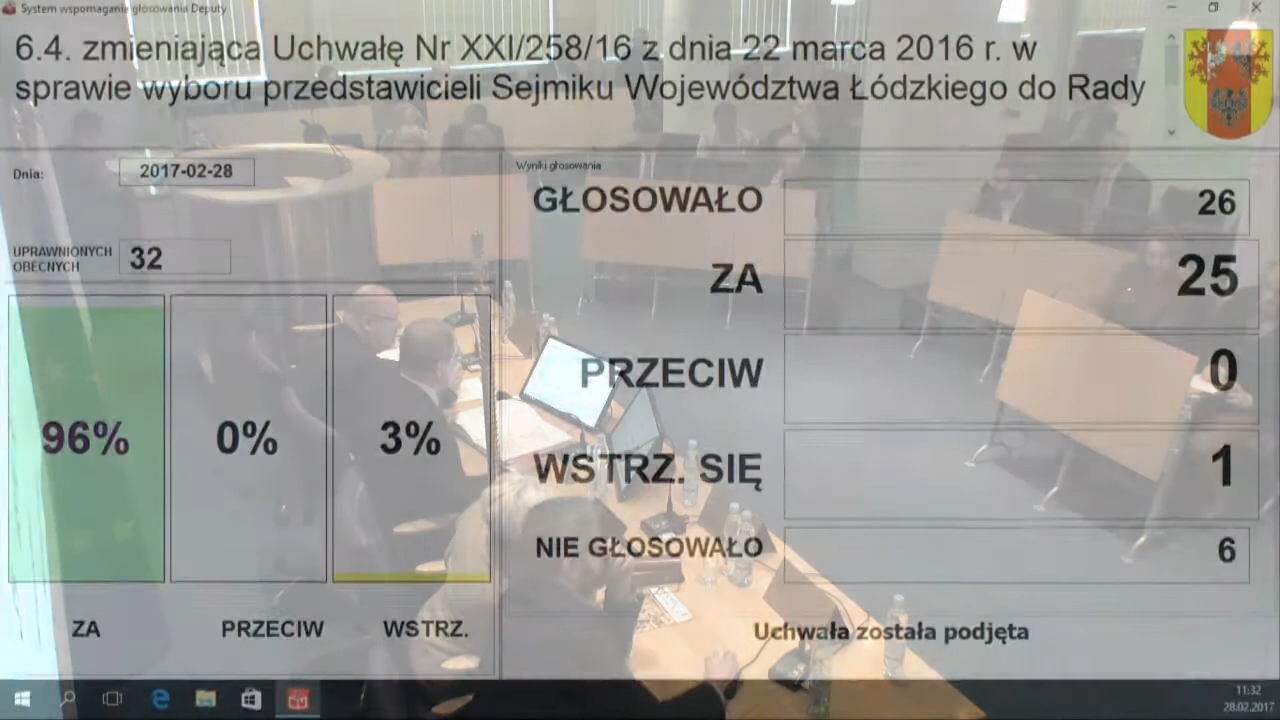 System wspomagania głosowania Deputy
6.4. zmieniająca Uchwałę Nr XXI/258/16 z dnia 22 marca 2016 r. w
sprawie wyboru przedstawicieli Sejmiku Województwa Łódzkiego do Rady
Dnia: 2017-02-28
Wyniki głosowania
GŁOSOWAŁO 26
UPRAWNIONYCH
OBECNYCH 32
ZA 25
PRZECIW 0
96% 0% 3%
WSTRZ. SIĘ 1
NIE GŁOSOWAŁO 6
ZA PRZECIW WSTRZ.
Uchwała została podjęta
11:32
28.02.2017